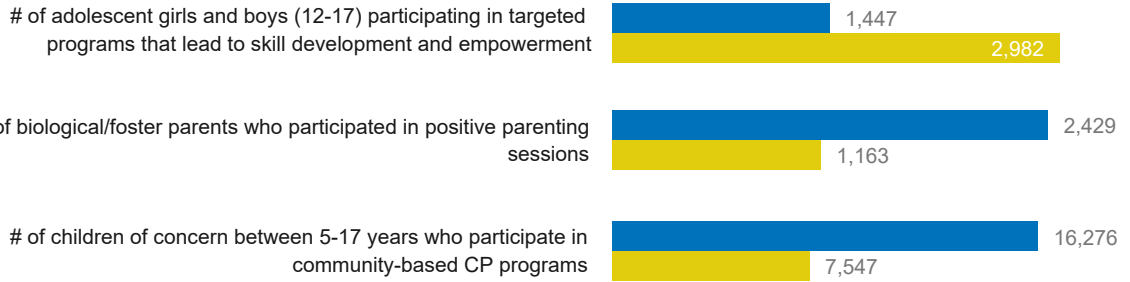 # of adolescent girls and boys (12-17) participating in targeted
programs that lead to skill development and empowerment
1,447
2,982
of biological/foster parents who participated in positive parenting
sessions
2,429
1,163
# of children of concern between 5-17 years who participate in
community-based CP programs
16,276
7,547